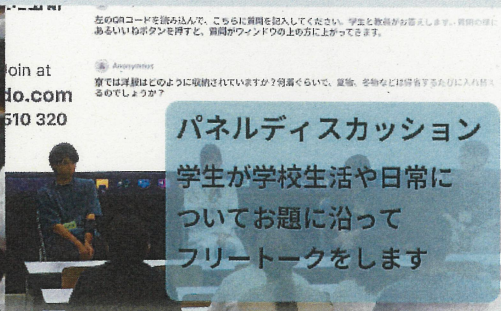 左のQRコードを読み込んで、こちらに質問を記入してください。学生と教員がお答えします。質問の横に
あるいいねボタンを押すと、質問がウィンドウの上の方に上がってきます。
Join at
do.com
510 320
Anonymous
寮では洋服はどのように収納されていますか？何着ぐらいで、夏物、冬物などは帰省するたびに入れ替え
るのでしょうか？
パネルディスカッション
学生が学校生活や日常に
ついてお題に沿って
フリートークをします